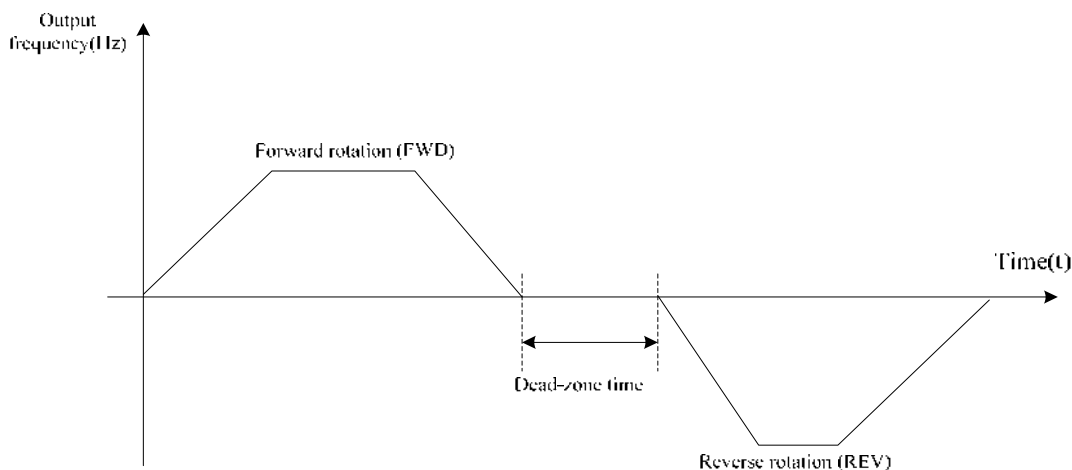 Output
frequency(Hz)
Forward rotation (FWD)
Time(t)
Dead-zone time
Reverse rotation (REV)